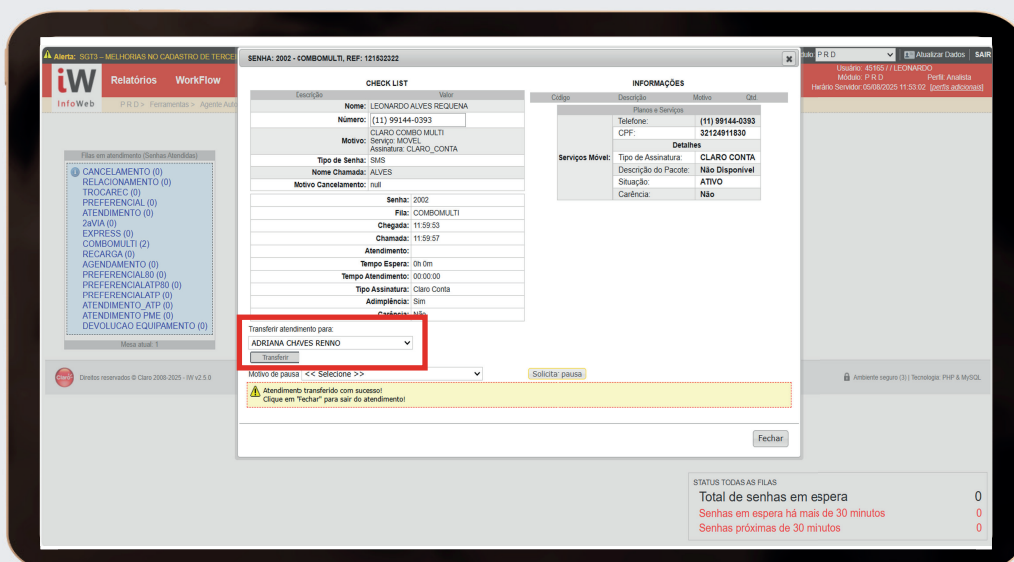 Alerta: SGT3 – MELHORIAS NO CADASTRO DE TERCEI
PRD
Atualizar Dados
SAIR
iW
InfoWeb
Relatórios WorkFlow
Usuário: 45165 / / LEONARDO
Módulo: P R D Perfil: Analista
Horário Servidor: 05/08/2025 11:53:02 [perfis adicionais]
P R D > Ferramentas > Agente Aut
SENHA: 2002 - COMBOMULTI, REF: 121532322
CHECK LIST
Descrição Valor
Nome: LEONARDO ALVES REQUENA
Número: (11) 99144-0393
Motivo: CLARO COMBO MULTI
Serviço: MOVEL
Assinatura: CLARO_CONTA
Tipo de Senha: SMS
Nome Chamada: ALVES
Motivo Cancelamento: null
Senha: 2002
Fila: COMBOMULTI
Chegada: 11:59:53
Chamada: 11:59:57
Atendimento:
Tempo Espera: 0h 0m
Tempo Atendimento: 00:00:00
Tipo Assinatura: Claro Conta
Adimplência: Sim
Carência: Não
INFORMAÇÕES
Código Descrição Motivo Qtd.
Planos e Serviços
Telefone: (11) 99144-0393
CPF: 32124911830
Detalhes
Serviços Móvel: Tipo de Assinatura: CLARO CONTA
Descrição do Pacote: Não Disponivel
Situação: ATIVO
Carência: Não
Transferir atendimento para:
ADRIANA CHAVES RENNO
Transferir
Motivo de pausa << Selecione >>
Solicitar pausa
Atendimento transferido com sucesso!
Clique em "Fechar" para sair do atendimento!
Fechar
Filas em atendimento (Senhas Atendidas)
CANCELAMENTO (0)
RELACIONAMENTO (0)
TROCAREC (0)
PREFERENCIAL (0)
ATENDIMENTO (0)
2aVIA (0)
EXPRESS (0)
COMBOMULTI (2)
RECARGA (0)
AGENDAMENTO (0)
PREFERENCIAL80 (0)
PREFERENCIALATP80 (0)
PREFERENCIALATP (0)
ATENDIMENTO_ATP (0)
ATENDIMENTO PME (0)
DEVOLUCAO EQUIPAMENTO (0)
Mesa atual: 1
Claro
Direitos reservados © Claro 2008-2025 - IW v2.5.0
Ambiente seguro (3) | Tecnologia: PHP & MySQL
STATUS TODAS AS FILAS
Total de senhas em espera 0
Senhas em espera há mais de 30 minutos 0
Senhas próximas de 30 minutos 0